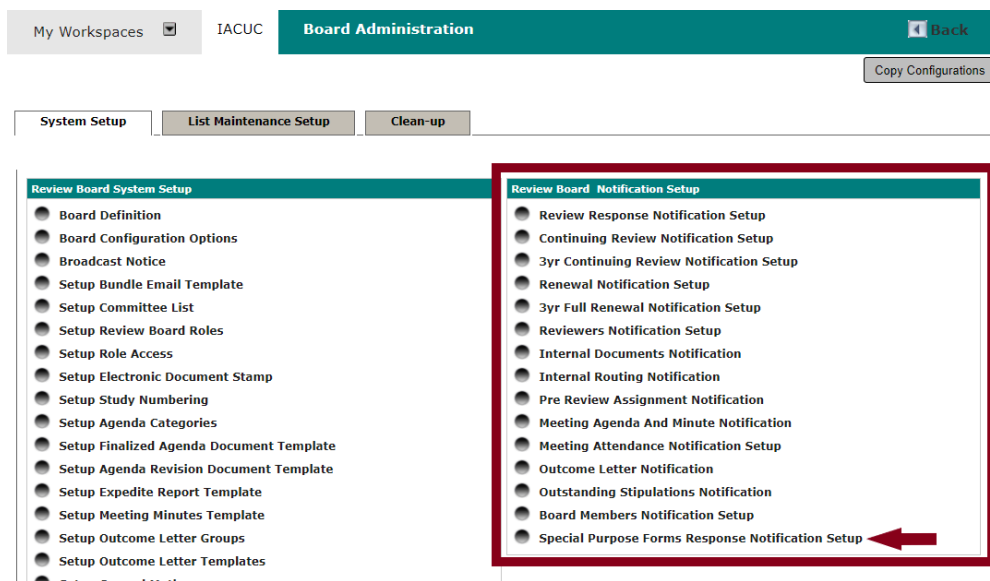 My Workspaces
IACUC
Board Administration
Back
Copy Configurations
System Setup
List Maintenance Setup
Clean-up
Review Board System Setup
Board Definition
Board Configuration Options
Broadcast Notice
Setup Bundle Email Template
Setup Committee List
Setup Review Board Roles
Setup Role Access
Setup Electronic Document Stamp
Setup Study Numbering
Setup Agenda Categories
Setup Finalized Agenda Document Template
Setup Agenda Revision Document Template
Setup Expedite Report Template
Setup Meeting Minutes Template
Setup Outcome Letter Groups
Setup Outcome Letter Templates
Review Board Notification Setup
Review Response Notification Setup
Continuing Review Notification Setup
3yr Continuing Review Notification Setup
Renewal Notification Setup
3yr Full Renewal Notification Setup
Reviewers Notification Setup
Internal Documents Notification
Internal Routing Notification
Pre Review Assignment Notification
Meeting Agenda And Minute Notification
Meeting Attendance Notification Setup
Outcome Letter Notification
Outstanding Stipulations Notification
Board Members Notification Setup
Special Purpose Forms Response Notification Setup